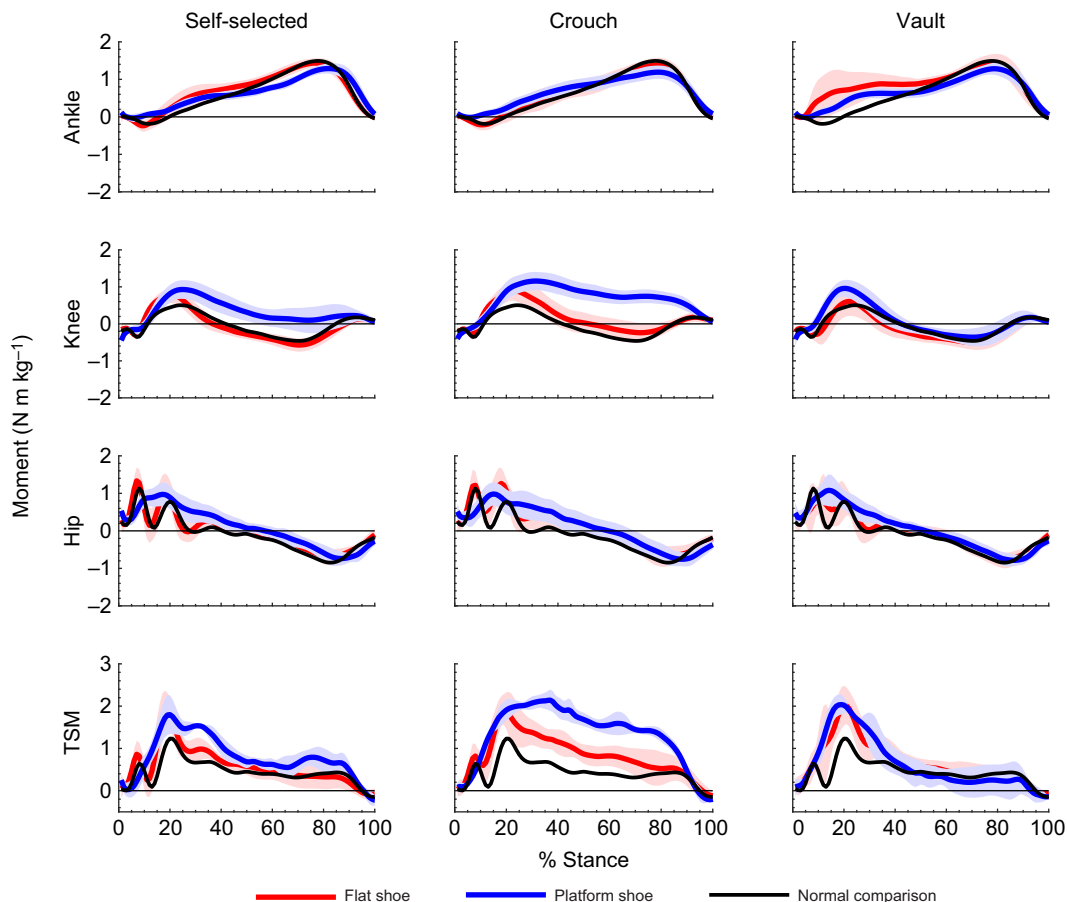 Self-selected Crouch Vault
Moment (N m kg⁻¹)
Ankle
2
1
0
–1
–2
Knee
2
1
0
–1
–2
Hip
2
1
0
–1
–2
TSM
3
2
1
0
0 20 40 60 80 100 0 20 40 60 80 100 0 20 40 60 80 100
% Stance
Flat shoe Platform shoe Normal comparison